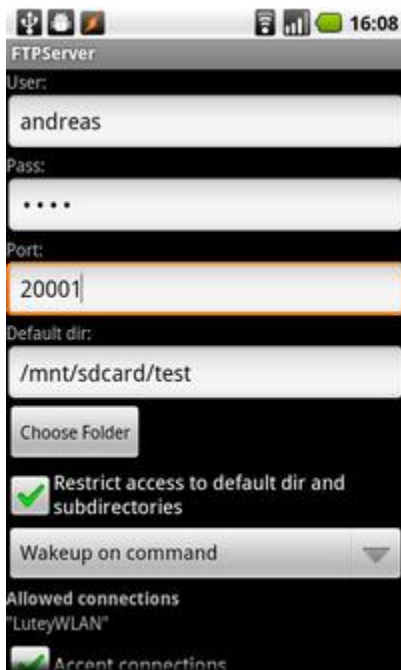 16:08
FTPServer
User:
andreas
Pass:
••••
Port:
20001
Default dir:
/mnt/sdcard/test
Choose Folder
Restrict access to default dir and
subdirectories
Wakeup on command
Allowed connections
"LuteyWLAN"
Accept connections